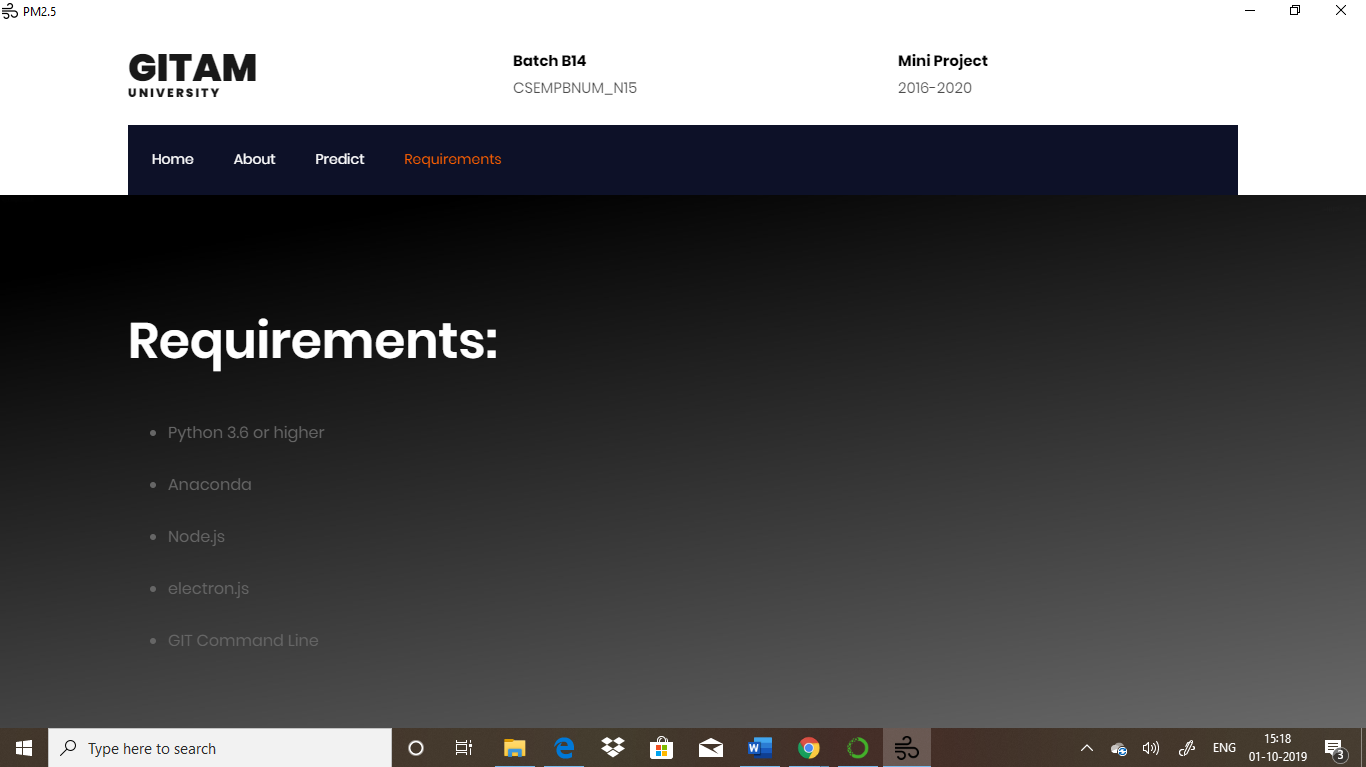 PM2.5
GITAM
UNIVERSITY
Batch B14
CSEMPBNUM_N15
Mini Project
2016-2020
Home About Predict Requirements
Requirements:
• Python 3.6 or higher
• Anaconda
• Node.js
• electron.js
• GIT Command Line
Type here to search
ENG
15:18
01-10-2019
3